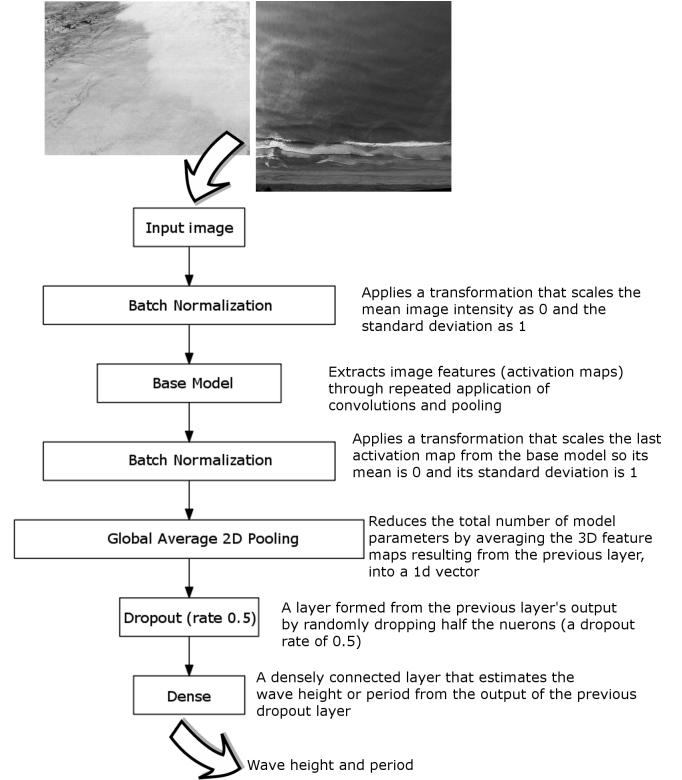 Input image
Batch Normalization
Applies a transformation that scales the
mean image intensity as 0 and the
standard deviation as 1
Base Model
Extracts image features (activation maps)
through repeated application of
convolutions and pooling
Batch Normalization
Applies a transformation that scales the last
activation map from the base model so its
mean is 0 and its standard deviation is 1
Global Average 2D Pooling
Reduces the total number of model
parameters by averaging the 3D feature
maps resulting from the previous layer,
into a 1d vector
Dropout (rate 0.5)
A layer formed from the previous layer's output
by randomly dropping half the nuerons (a dropout
rate of 0.5)
Dense
A densely connected layer that estimates the
wave height or period from the output of the previous
dropout layer
Wave height and period